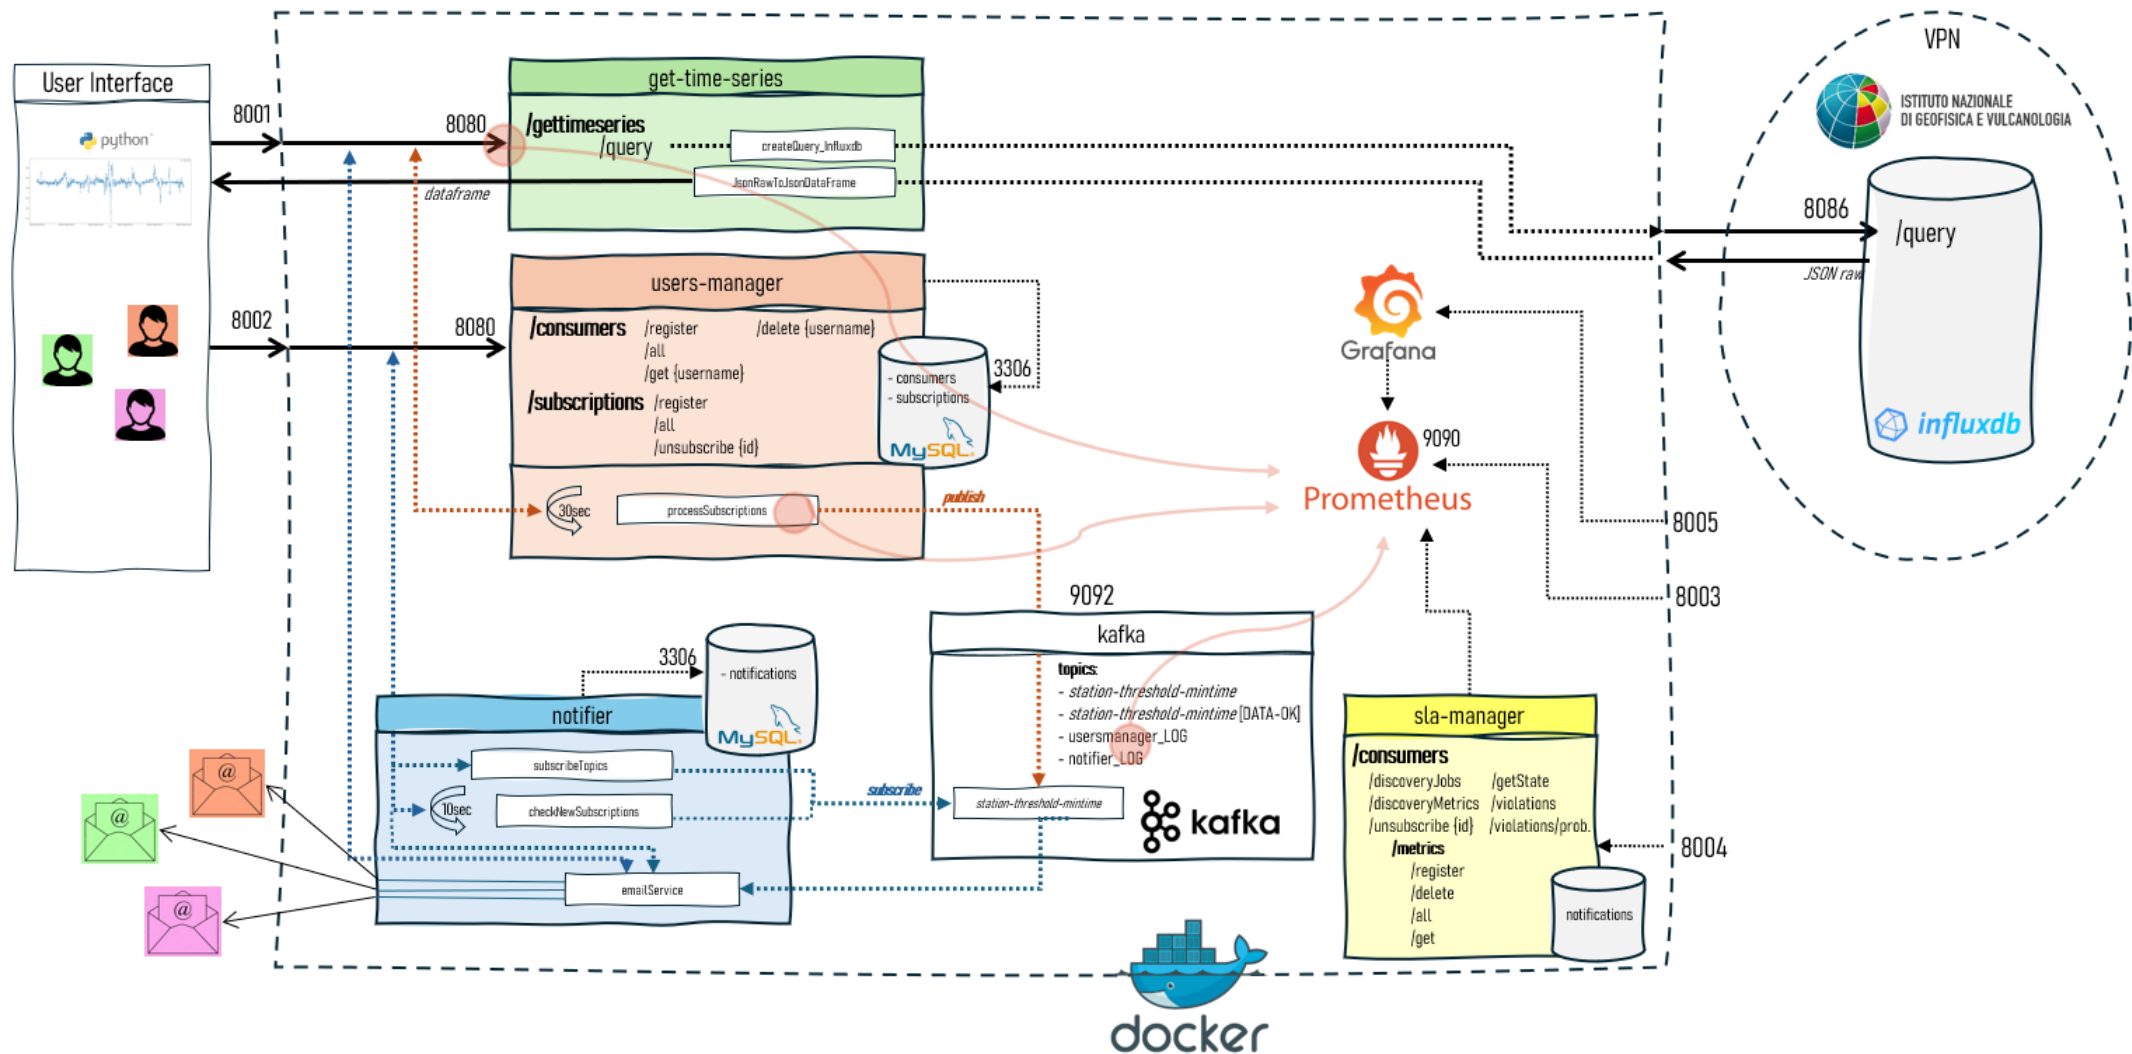 User Interface
python
8001
8080
dataframe
8002
8080
get-time-series
/gettimeseries
/query
createQuery_Influxdb
JsonRawToJsonDataFrame
users-manager
/consumers
/register
/delete {username}
/all
/get {username}
/subscriptions
/register
/all
/unsubscribe {id}
30sec
processSubscriptions
publish
- consumers
- subscriptions
MySQL
3306
Grafana
9090
Prometheus
VPN
ISTITUTO NAZIONALE
DI GEOFISICA E VULCANOLOGIA
8086
/query
JSON raw
influxdb
8005
8003
8004
3306
- notifications
MySQL
notifier
subscribeTopics
10sec
checkNewSubscriptions
emailService
subscribe
@
@
@
9092
kafka
topics:
- station-threshold-mintime
- station-threshold-mintime [DATA-OK]
- usersmanager_LOG
- notifier_LOG
station-threshold-mintime
kafka
sla-manager
/consumers
/discoveryJobs /getState
/discoveryMetrics /violations
/unsubscribe {id} /violations/prob.
/metrics
/register
/delete
/all
/get
notifications
docker